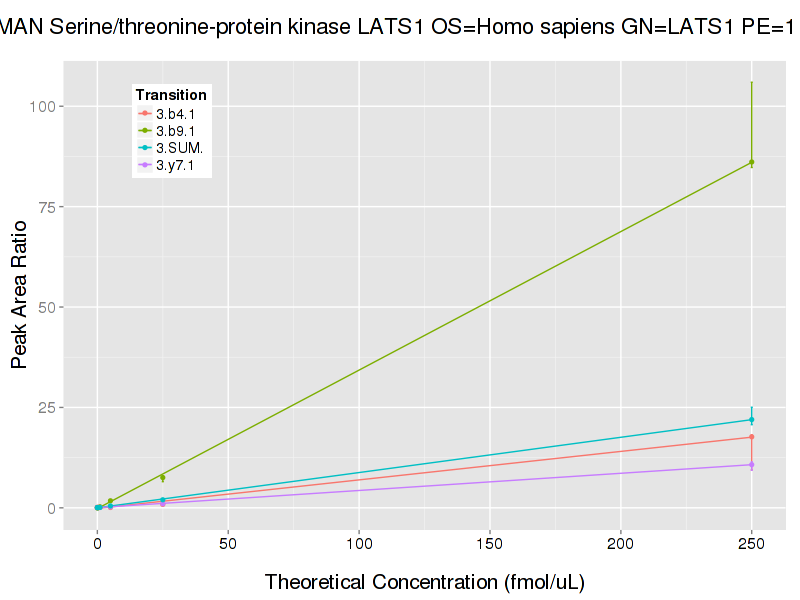 MAN Serine/threonine-protein kinase LATS1 OS=Homo sapiens GN=LATS1 PE=1
Transition
3.b4.1
3.b9.1
3.SUM.
3.y7.1
100
75
50
25
0
Peak Area Ratio
0 50 100 150 200 250
Theoretical Concentration (fmol/uL)